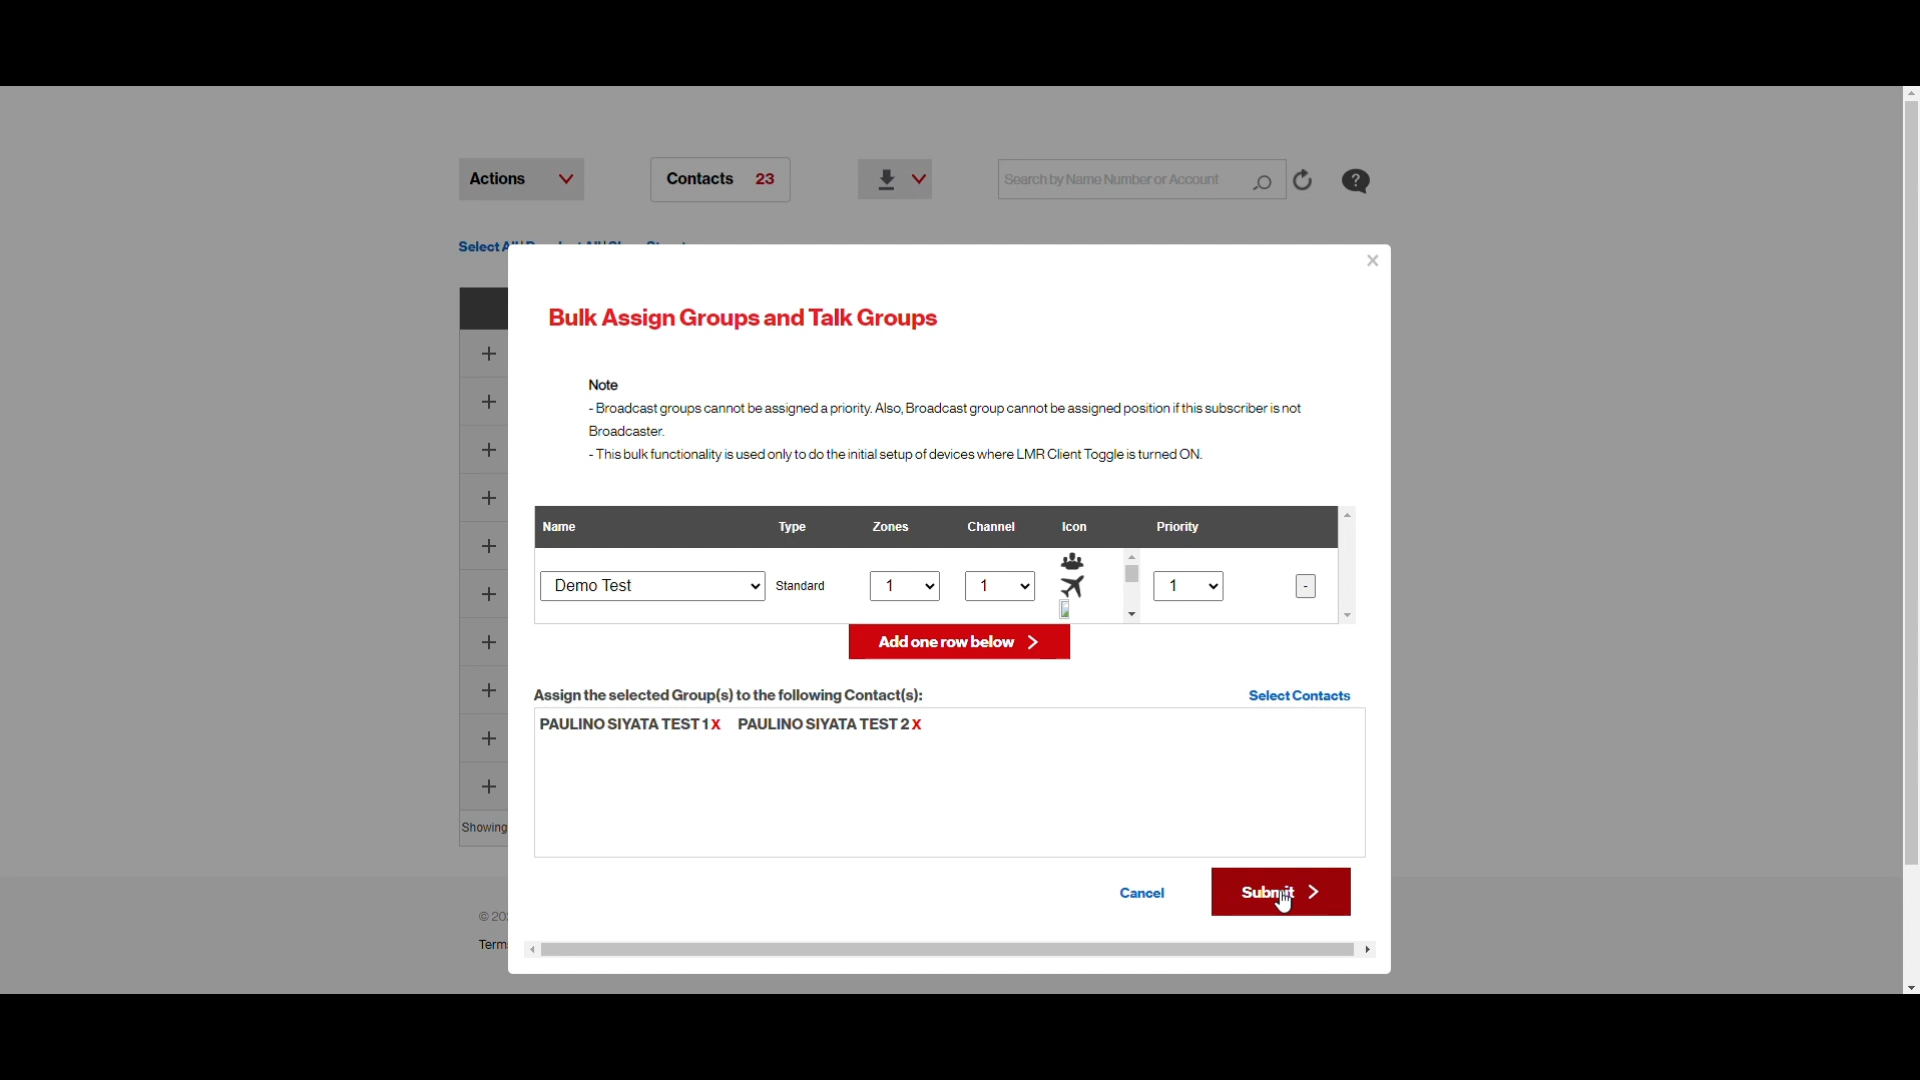 Actions
Contacts 23
Search by Name Number or Account
?
Select
Bulk Assign Groups and Talk Groups
Note
- Broadcast groups cannot be assigned a priority. Also, Broadcast group cannot be assigned position if this subscriber is not
Broadcaster.
- This bulk functionality is used only to do the initial setup of devices where LMR Client Toggle is turned ON.
Name Type Zones Channel Icon Priority
Demo Test Standard 1 1 1 -
Add one row below
Assign the selected Group(s) to the following Contact(s): Select Contacts
PAULINO SIYATA TEST 1 X PAULINO SIYATA TEST 2 X
Showing
Cancel Submit
© 20
Term